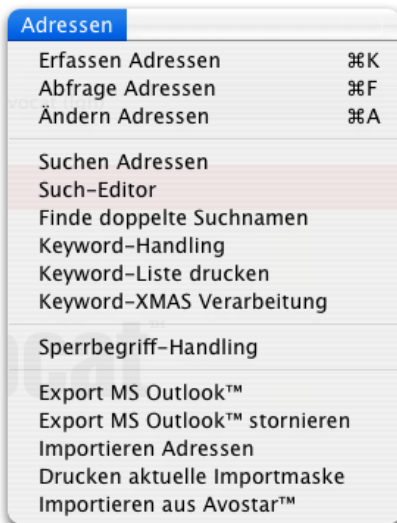 Adressen
Erfassen Adressen ⌘K
Abfrage Adressen ⌘F
Ändern Adressen ⌘A
Suchen Adressen
Such-Editor
Finde doppelte Suchnamen
Keyword-Handling
Keyword-Liste drucken
Keyword-XMAS Verarbeitung
Sperrbegriff-Handling
Export MS Outlook™
Export MS Outlook™ stornieren
Importieren Adressen
Drucken aktuelle Importmaske
Importieren aus Avostar™